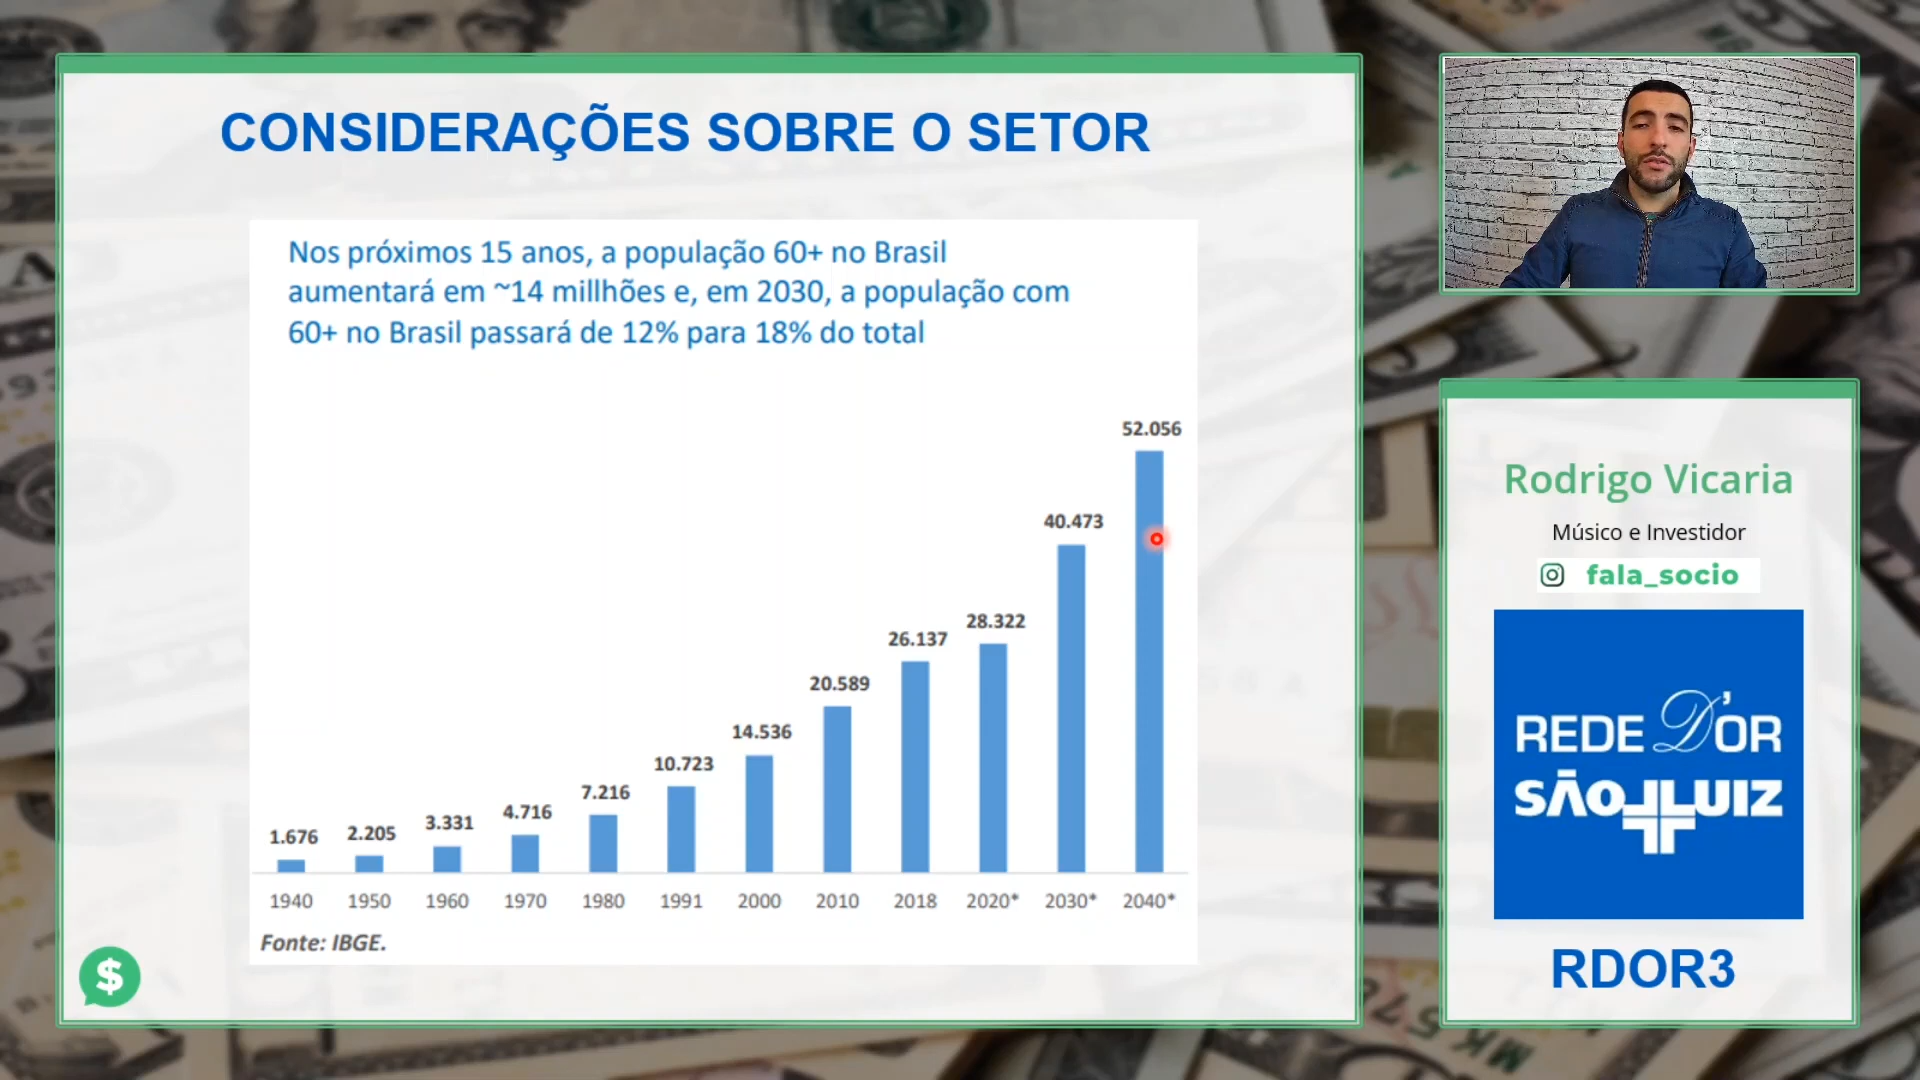 CONSIDERAÇÕES SOBRE O SETOR
Nos próximos 15 anos, a população 60+ no Brasil
aumentará em ~14 millhões e, em 2030, a população com
60+ no Brasil passará de 12% para 18% do total
52.056
40.473
28.322
26.137
20.589
14.536
10.723
7.216
4.716
3.331
2.205
1.676
1940 1950 1960 1970 1980 1991 2000 2010 2018 2020* 2030* 2040*
Fonte: IBGE.
$
Rodrigo Vicaria
Músico e Investidor
fala_socio
REDE D'OR
SÃO LUIZ
RDOR3